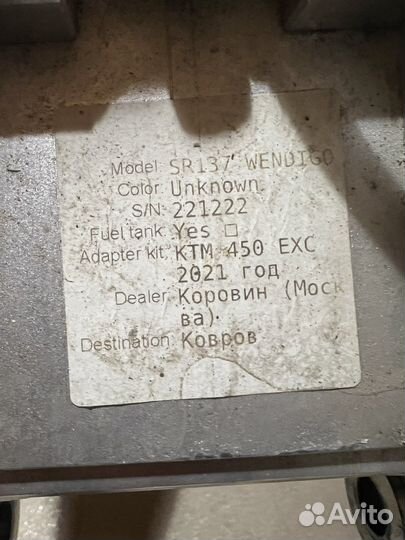 Model: SR137 WENDIGO
Color: Unknown.
S/N: 221222
Fuel tank: Yes □
Adapter kit: KTM 450 EXC
2021 год
Dealer: Коровин (Моск
ва)
Destination: Ковров
Avito